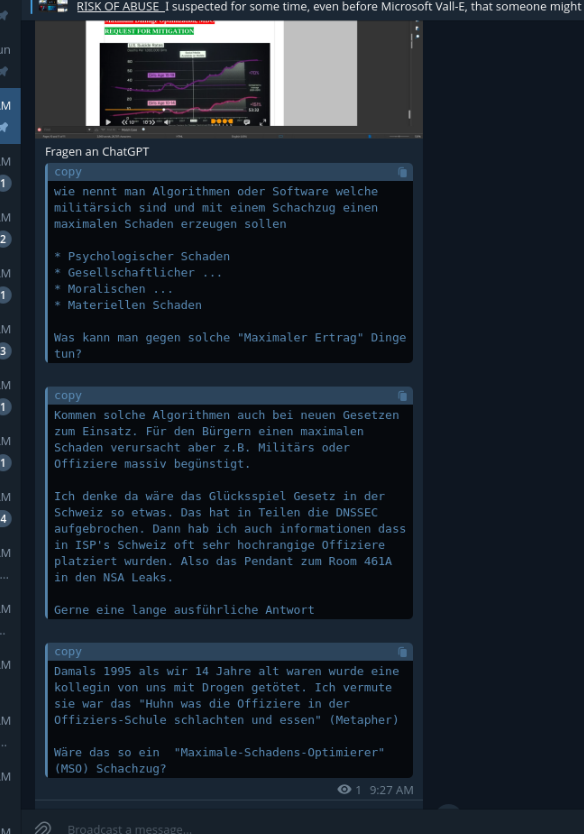 RISK OF ABUSE I suspected for some time, even before Microsoft Vall-E, that someone might
REQUEST FOR MITIGATION
Fragen an ChatGPT
copy
wie nennt man Algorithmen oder Software welche
militärsich sind und mit einem Schachzug einen
maximalen Schaden erzeugen sollen
* Psychologischer Schaden
* Gesellschaftlicher ...
* Moralischen ...
* Materiellen Schaden
Was kann man gegen solche "Maximaler Ertrag" Dinge
tun?
copy
Kommen solche Algorithmen auch bei neuen Gesetzen
zum Einsatz. Für den Bürgern einen maximalen
Schaden verursacht aber z.B. Militärs oder
Offiziere massiv begünstigt.
Ich denke da wäre das Glücksspiel Gesetz in der
Schweiz so etwas. Das hat in Teilen die DNSSEC
aufgebrochen. Dann hab ich auch informationen dass
in ISP's Schweiz oft sehr hochrangige Offiziere
platziert wurden. Also das Pendant zum Room 461A
in den NSA Leaks.
Gerne eine lange ausführliche Antwort
copy
Damals 1995 als wir 14 Jahre alt waren wurde eine
kollegin von uns mit Drogen getötet. Ich vermute
sie war das "Huhn was die Offiziere in der
Offiziers-Schule schlachten und essen" (Metapher)
Wäre das so ein "Maximale-Schadens-Optimierer"
(MSO) Schachzug?
1 9:27 AM
Broadcast a message...